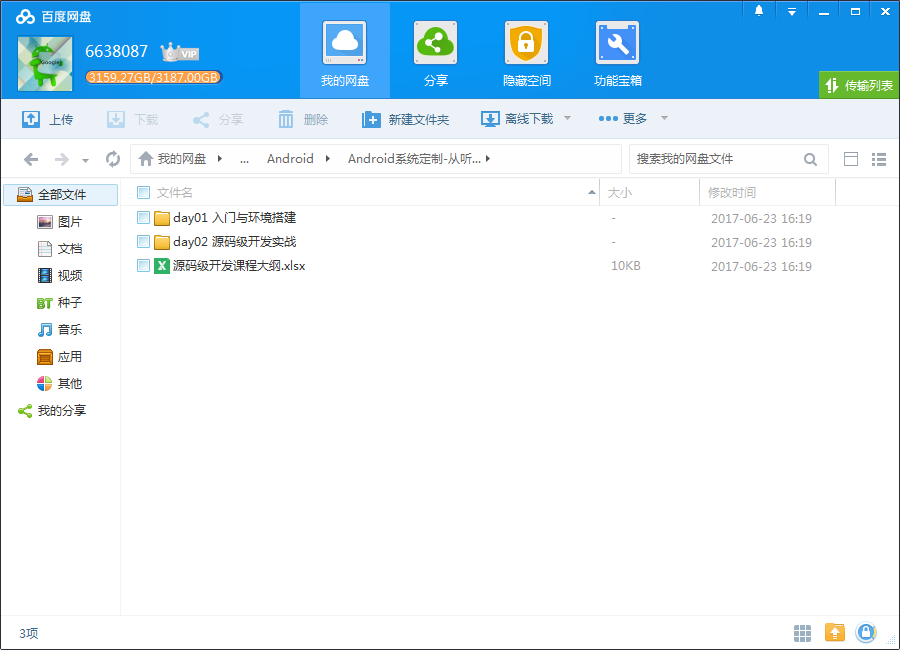 百度网盘
6638087 VIP
3159.27GB/3187.00GB
我的网盘 分享 隐藏空间 功能宝箱
传输列表
上传 下载 分享 删除 新建文件夹 离线下载 更多
我的网盘 ... Android Android系统定制-从听... 搜索我的网盘文件
全部文件
图片
文档
视频
BT 种子
音乐
应用
其他
我的分享
文件名 大小 修改时间
day01 入门与环境搭建 - 2017-06-23 16:19
day02 源码级开发实战 - 2017-06-23 16:19
源码级开发课程大纲.xlsx 10KB 2017-06-23 16:19
3项